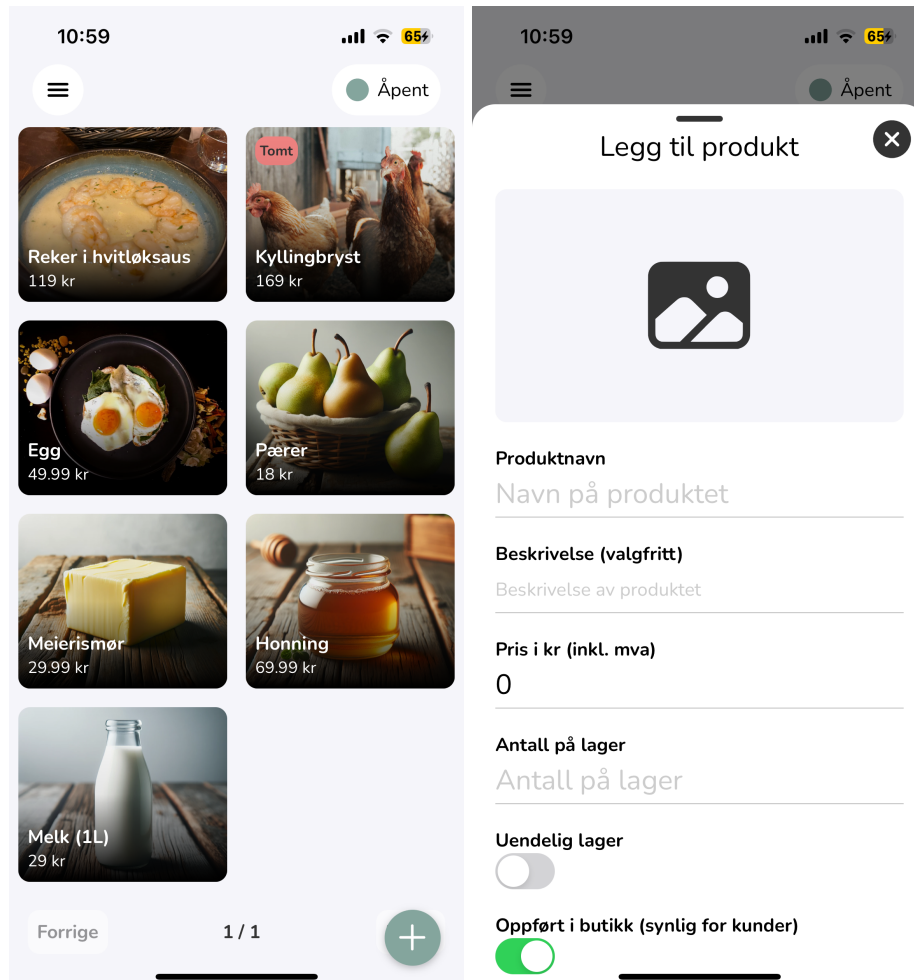 10:59
65
Åpent
Tomt
Reker i hvitløksaus
119 kr
Kyllingbryst
169 kr
Egg
49.99 kr
Pærer
18 kr
Meierismør
29.99 kr
Honning
69.99 kr
Melk (1L)
29 kr
Forrige
1 / 1
10:59
65
Åpent
Legg til produkt
Produktnavn
Navn på produktet
Beskrivelse (valgfritt)
Beskrivelse av produktet
Pris i kr (inkl. mva)
0
Antall på lager
Antall på lager
Uendelig lager
Oppført i butikk (synlig for kunder)